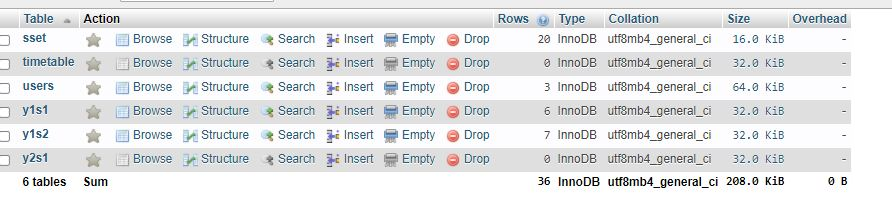 Table Action Rows Type Collation Size Overhead
sset Browse Structure Search Insert Empty Drop 20 InnoDB utf8mb4_general_ci 16.0 KiB -
timetable Browse Structure Search Insert Empty Drop 0 InnoDB utf8mb4_general_ci 32.0 KiB -
users Browse Structure Search Insert Empty Drop 3 InnoDB utf8mb4_general_ci 64.0 KiB -
y1s1 Browse Structure Search Insert Empty Drop 6 InnoDB utf8mb4_general_ci 32.0 KiB -
y1s2 Browse Structure Search Insert Empty Drop 7 InnoDB utf8mb4_general_ci 32.0 KiB -
y2s1 Browse Structure Search Insert Empty Drop 0 InnoDB utf8mb4_general_ci 32.0 KiB -
6 tables Sum 36 InnoDB utf8mb4_general_ci 208.0 KiB 0 B